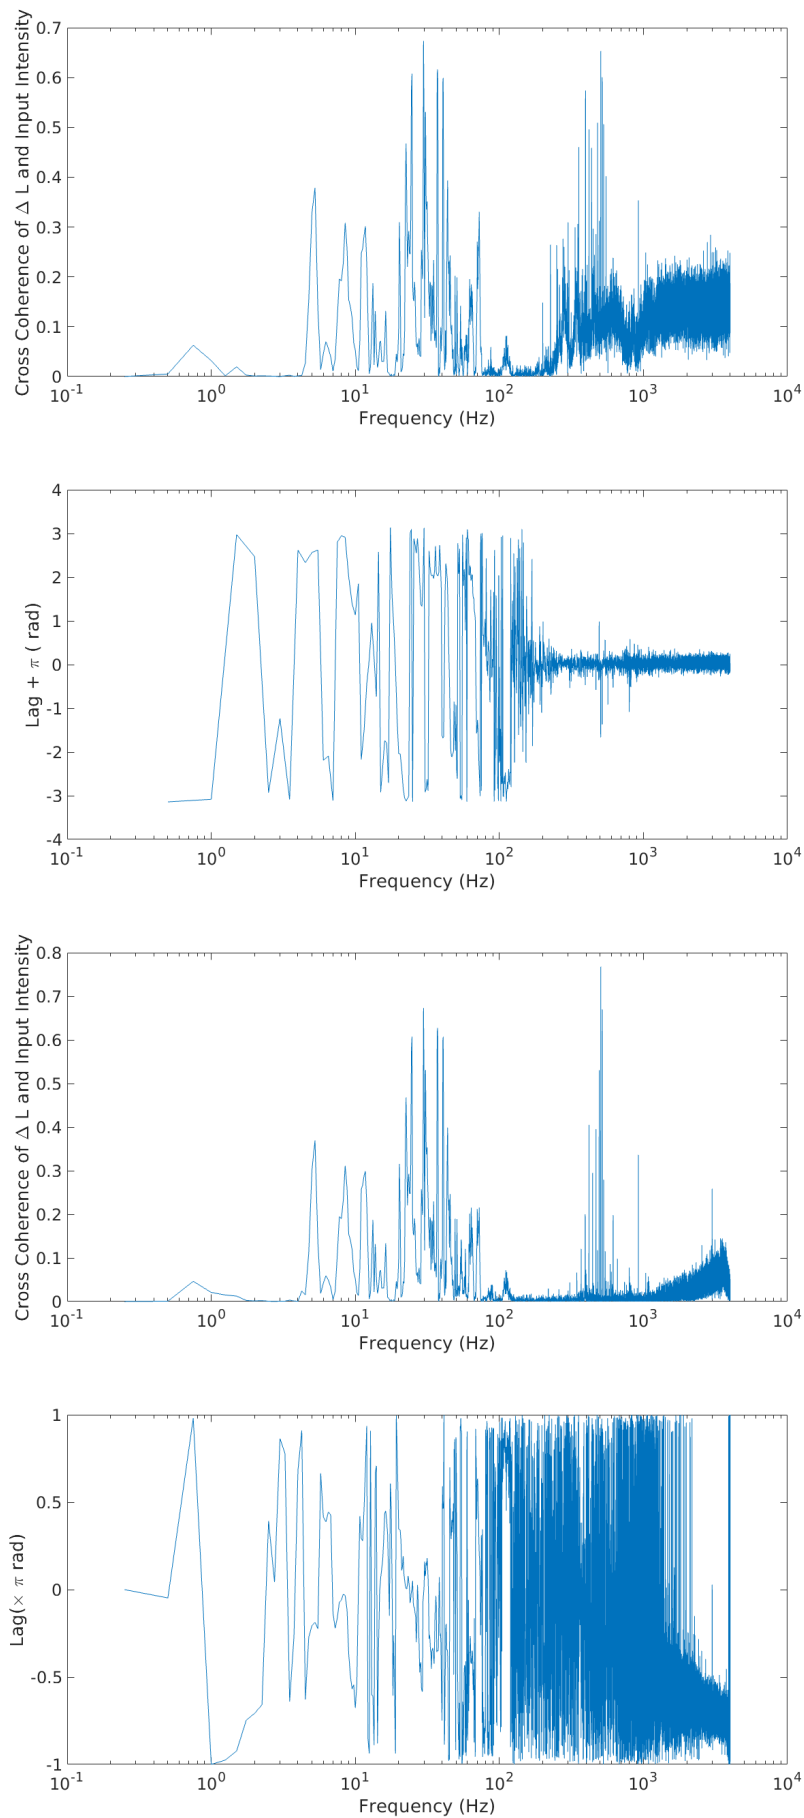 Cross Coherence of Δ L and Input Intensity
0.7
0.6
0.5
0.4
0.3
0.2
0.1
0
10^-1 10^0 10^1 10^2 10^3 10^4
Frequency (Hz)
Lag + π ( rad)
4
3
2
1
0
-1
-2
-3
-4
10^-1 10^0 10^1 10^2 10^3 10^4
Frequency (Hz)
Cross Coherence of Δ L and Input Intensity
0.8
0.7
0.6
0.5
0.4
0.3
0.2
0.1
0
10^-1 10^0 10^1 10^2 10^3 10^4
Frequency (Hz)
Lag(× π rad)
1
0.5
0
-0.5
-1
10^-1 10^0 10^1 10^2 10^3 10^4
Frequency (Hz)